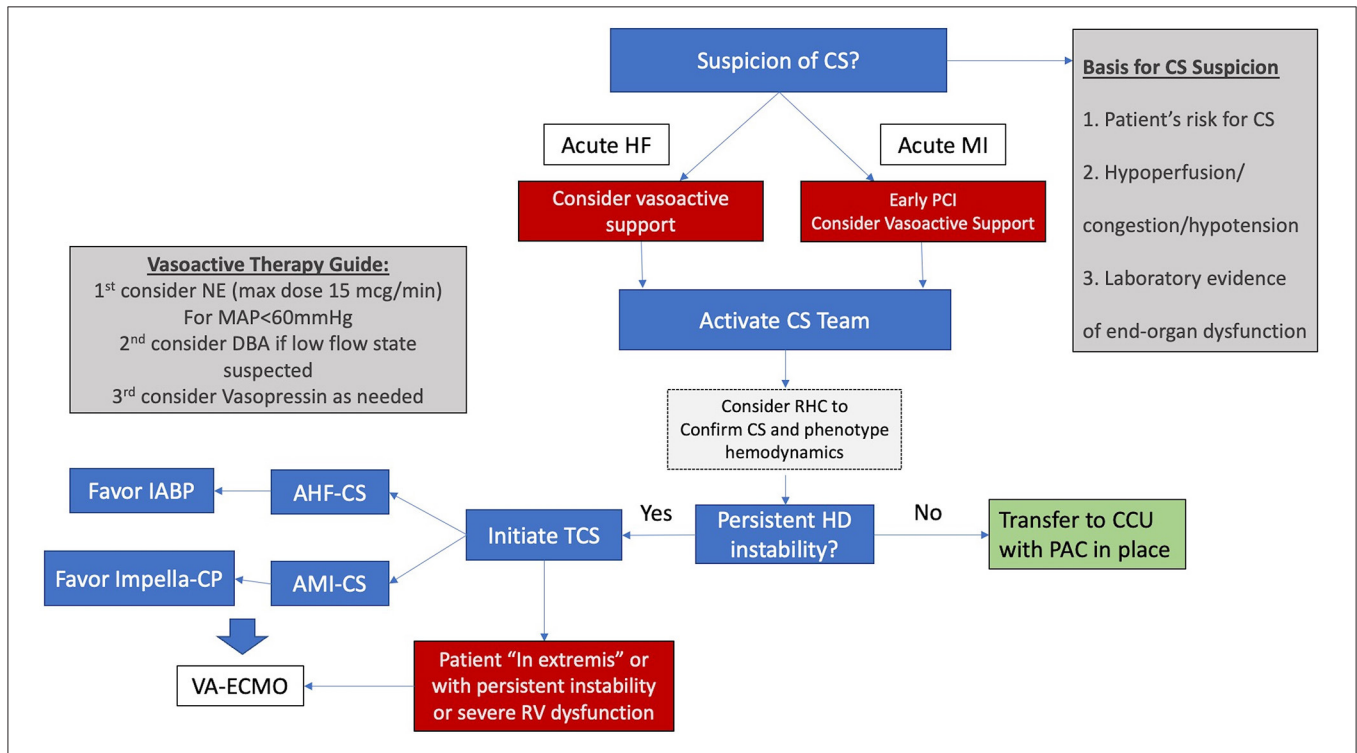 Suspicion of CS?
Basis for CS Suspicion
1. Patient’s risk for CS
2. Hypoperfusion/
congestion/hypotension
3. Laboratory evidence
of end-organ dysfunction
Acute HF
Acute MI
Consider vasoactive
support
Early PCI
Consider Vasoactive Support
Vasoactive Therapy Guide:
1st consider NE (max dose 15 mcg/min)
For MAP<60mmHg
2nd consider DBA if low flow state
suspected
3rd consider Vasopressin as needed
Activate CS Team
Consider RHC to
Confirm CS and phenotype
hemodynamics
Favor IABP
AHF-CS
Initiate TCS
Yes
Persistent HD
instability?
No
Transfer to CCU
with PAC in place
Favor Impella-CP
AMI-CS
VA-ECMO
Patient “In extremis” or
with persistent instability
or severe RV dysfunction